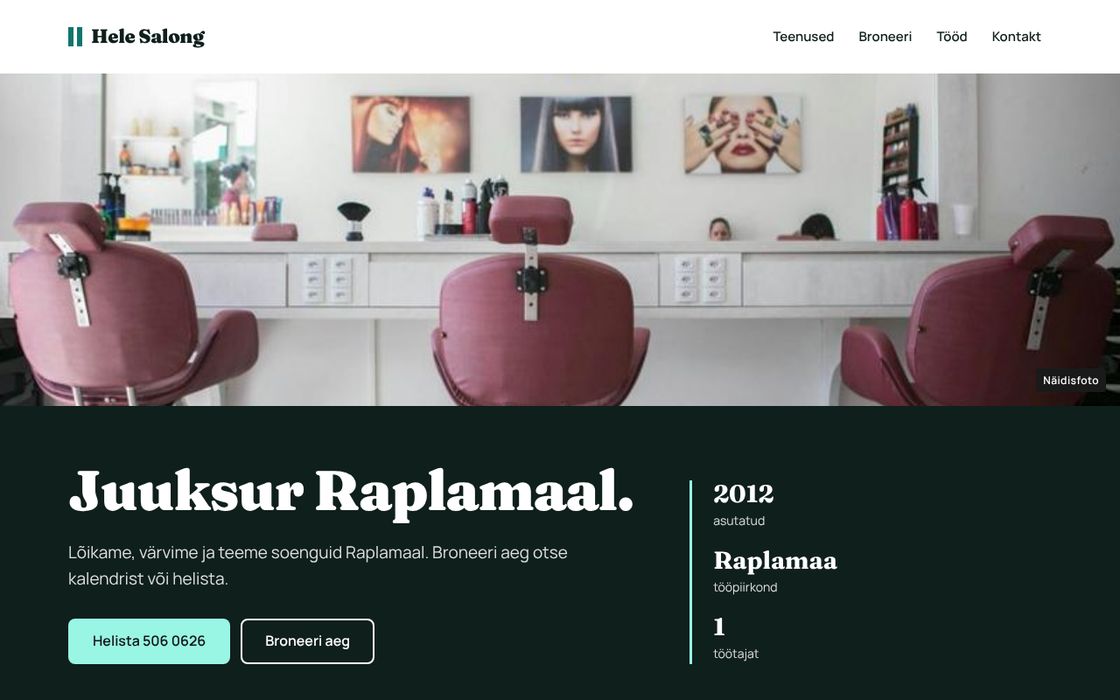 Hele Salong
Teenused Broneeri Tööd Kontakt
Näidisfoto
Juuksur Raplamaal.
Lõikame, värvime ja teeme soenguid Raplamaal. Broneeri aeg otse
kalendrist või helista.
Helista 506 0626
Broneeri aeg
2012
asutatud
Raplamaa
tööpiirkond
1
töötajat